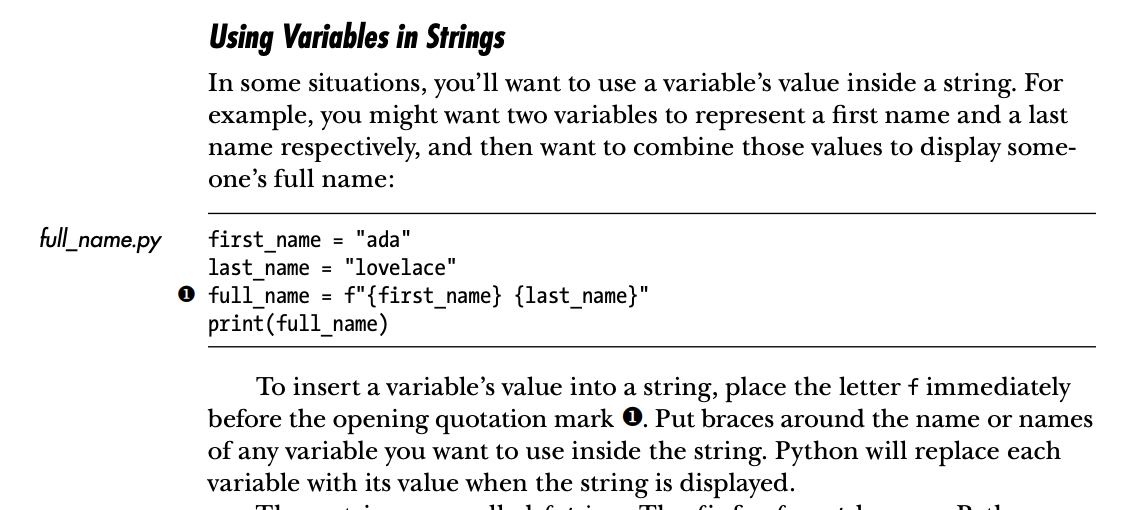 Using Variables in Strings
In some situations, you’ll want to use a variable’s value inside a string. For
example, you might want two variables to represent a first name and a last
name respectively, and then want to combine those values to display some-
one’s full name:
full_name.py first_name = "ada"
last_name = "lovelace"
❶ full_name = f"{first_name} {last_name}"
print(full_name)
To insert a variable’s value into a string, place the letter f immediately
before the opening quotation mark ❶. Put braces around the name or names
of any variable you want to use inside the string. Python will replace each
variable with its value when the string is displayed.